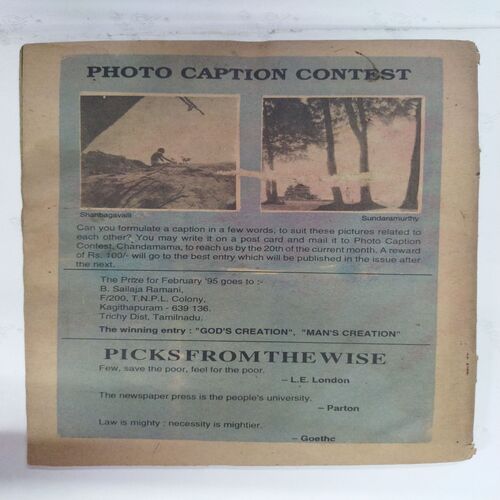 PHOTO CAPTION CONTEST
Shanbagavalli
Sundaramurthy
Can you formulate a caption in a few words, to suit these pictures related to
each other? You may write it on a post card and mail it to Photo Caption
Contest, Chandamama, to reach us by the 20th of the current month. A reward
of Rs. 100/- will go to the best entry which will be published in the issue after
the next.
The Prize for February '95 goes to :-
B. Sailaja Ramani,
F/200, T.N.P.L. Colony,
Kagithapuram - 639 136.
Trichy Dist, Tamilnadu.
The winning entry : "GOD'S CREATION", "MAN'S CREATION"
PICKS FROM THE WISE
Few, save the poor, feel for the poor.
– L.E. London
The newspaper press is the people's university.
– Parton
Law is mighty : necessity is mightier.
– Goethe